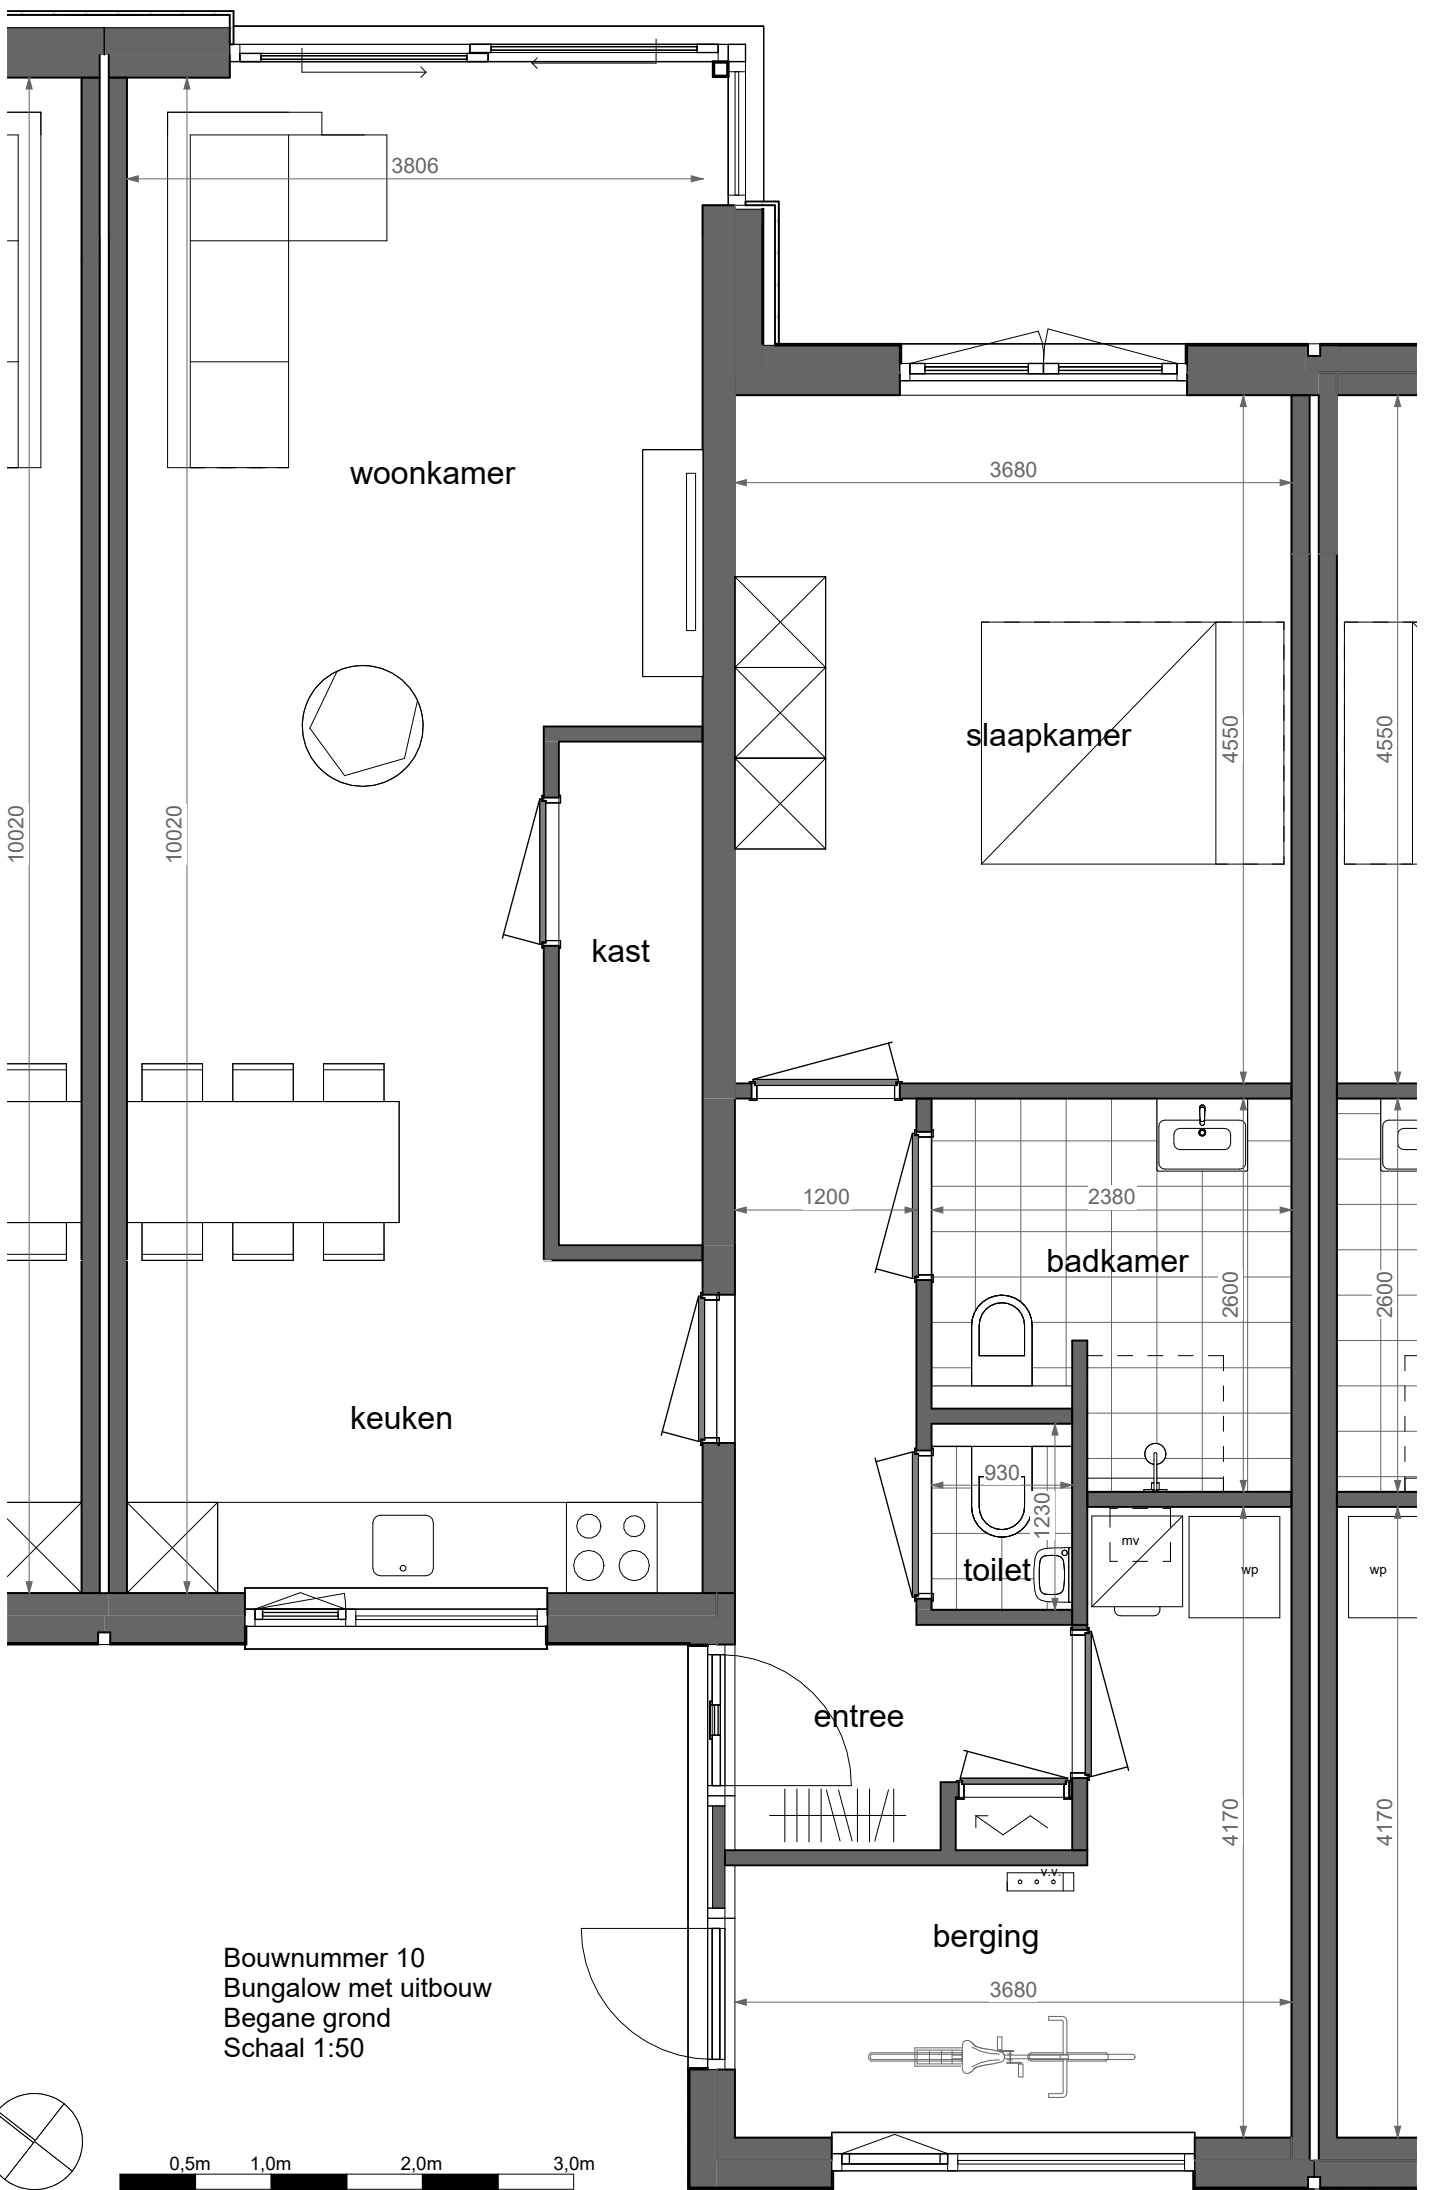 3806
woonkamer
3680
slaapkamer
4550
4550
10020
10020
kast
1200
2380
badkamer
2600
2600
keuken
930
1230
toilet
mv
wp
wp
entree
4170
4170
v.v.
berging
3680
Bouwnummer 10
Bungalow met uitbouw
Begane grond
Schaal 1:50
0,5m 1,0m 2,0m 3,0m